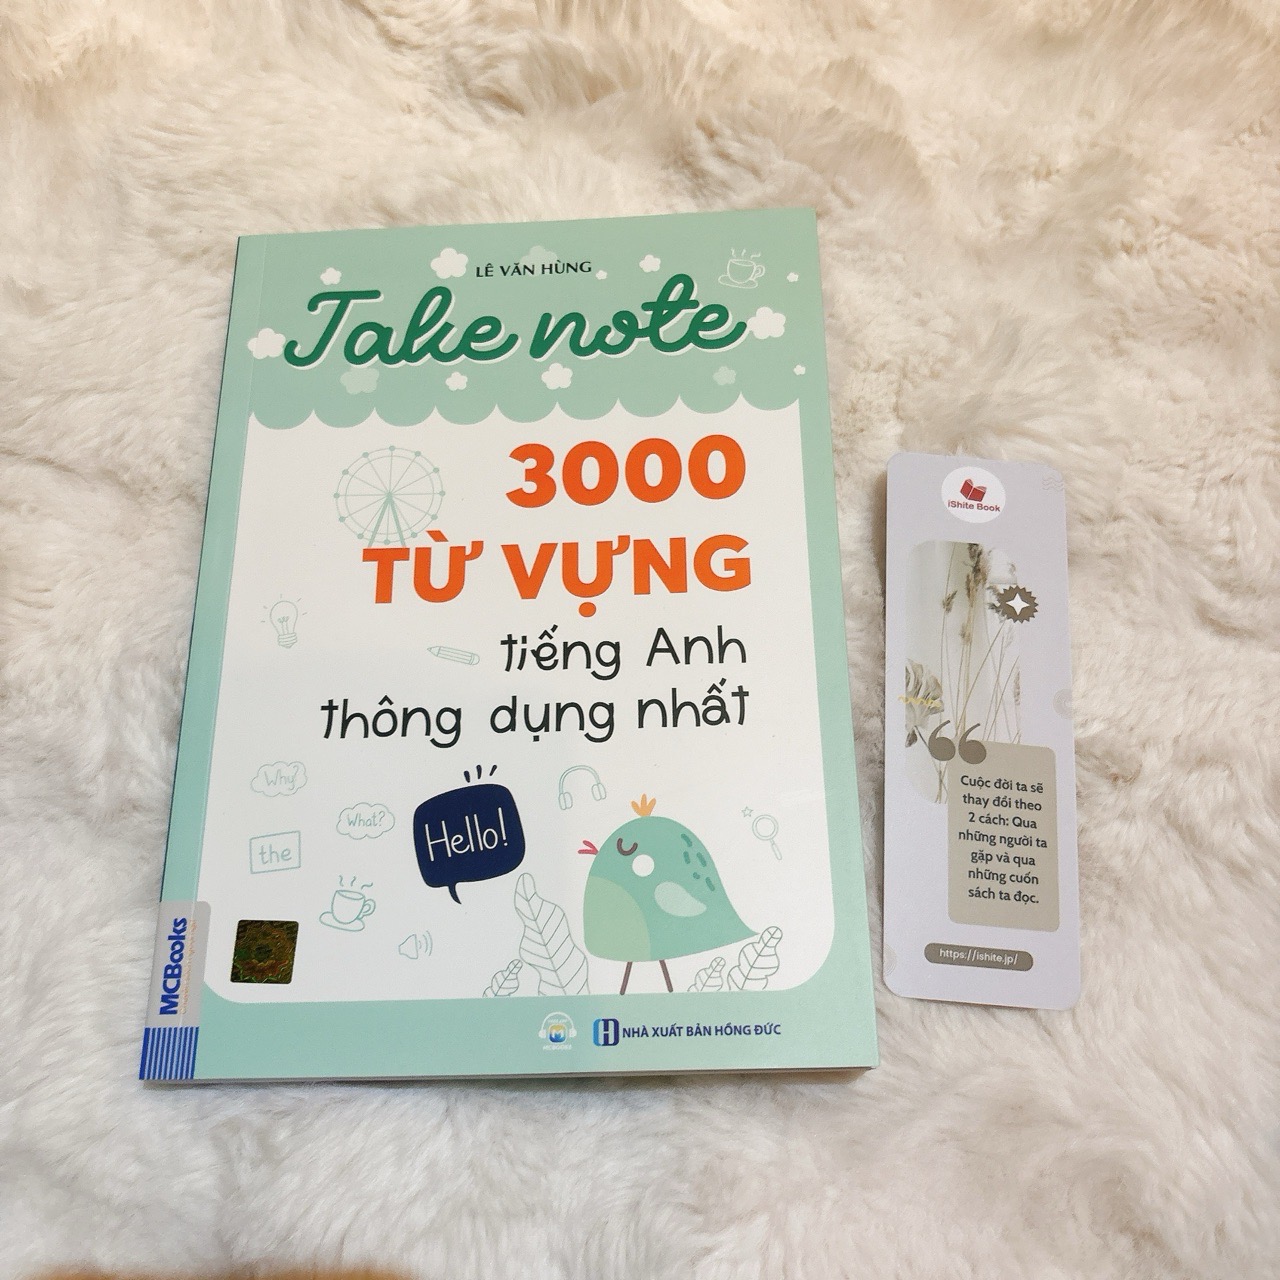 LÊ VĂN HÙNG
Take note
3000
TỪ VỰNG
tiếng Anh
thông dụng nhất
Why?
What?
the
Hello!
MCBooks
NHÀ XUẤT BẢN HỒNG ĐỨC
iShite Book
Cuộc đời ta sẽ
thay đổi theo
2 cách: Qua
những người ta
gặp và qua
những cuốn
sách ta đọc.
https://ishite.jp/